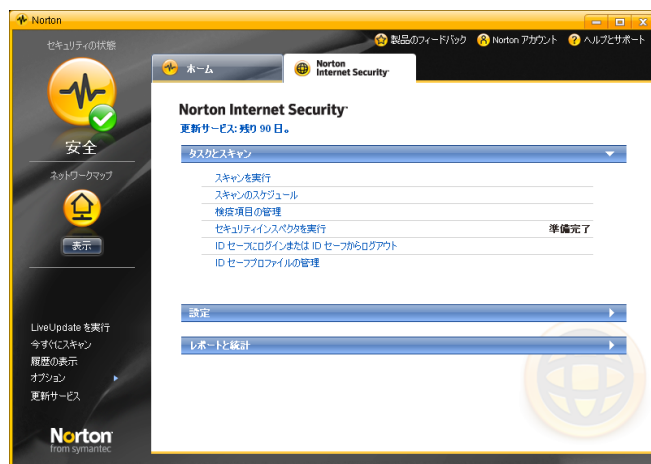 Norton
製品のフィードバック Norton アカウント ヘルプとサポート
セキュリティの状態
安全
ネットワークマップ
表示
LiveUpdate を実行
今すぐにスキャン
履歴の表示
オプション
更新サービス
Norton
from symantec
ホーム
Norton
Internet Security
Norton Internet Security
更新サービス: 残り 90 日。
タスクとスキャン
スキャンを実行
スキャンのスケジュール
検疫項目の管理
セキュリティインスペクタを実行 準備完了
ID セーフにログインまたは ID セーフからログアウト
ID セーフプロファイルの管理
設定
レポートと統計